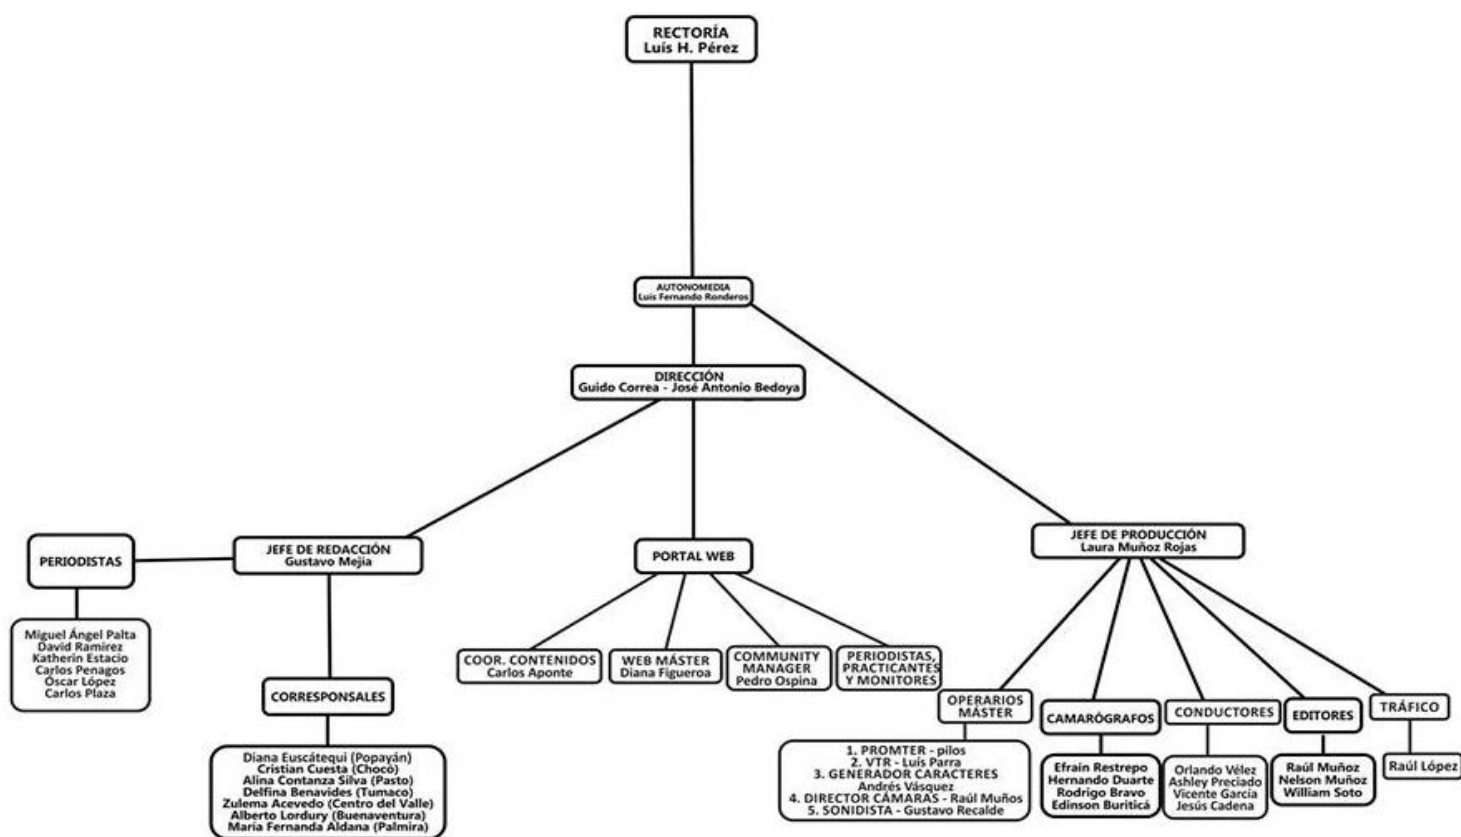 RECTORÍA
Luís H. Pérez
AUTONOMEDIA
Luis Fernando Ronderos
DIRECCIÓN
Guido Correa - José Antonio Bedoya
PERIODISTAS
Miguel Ángel Palta
David Ramirez
Katherin Estacio
Carlos Penagos
Óscar López
Carlos Plaza
JEFE DE REDACCIÓN
Gustavo Mejia
CORRESPONSALES
Diana Euscátequi (Popayán)
Cristian Cuesta (Chocó)
Alina Contanza Silva (Pasto)
Delfina Benavides (Tumaco)
Zulema Acevedo (Centro del Valle)
Alberto Lordury (Buenaventura)
María Fernanda Aldana (Palmira)
PORTAL WEB
COOR. CONTENIDOS
Carlos Aponte
WEB MÁSTER
Diana Figueroa
COMMUNITY
MANAGER
Pedro Ospina
PERIODISTAS,
PRACTICANTES
Y MONITORES
JEFE DE PRODUCCIÓN
Laura Muñoz Rojas
OPERARIOS
MÁSTER
1. PROMTER - pilos
2. VTR - Luís Parra
3. GENERADOR CARACTERES
Andrés Vásquez
4. DIRECTOR CÁMARAS - Raúl Muños
5. SONIDISTA - Gustavo Recalde
CAMARÓGRAFOS
Efraín Restrepo
Hernando Duarte
Rodrigo Bravo
Edinson Buriticá
CONDUCTORES
Orlando Vélez
Ashley Preciado
Vicente García
Jesús Cadena
EDITORES
Raúl Muñoz
Nelson Muñoz
William Soto
TRÁFICO
Raúl López